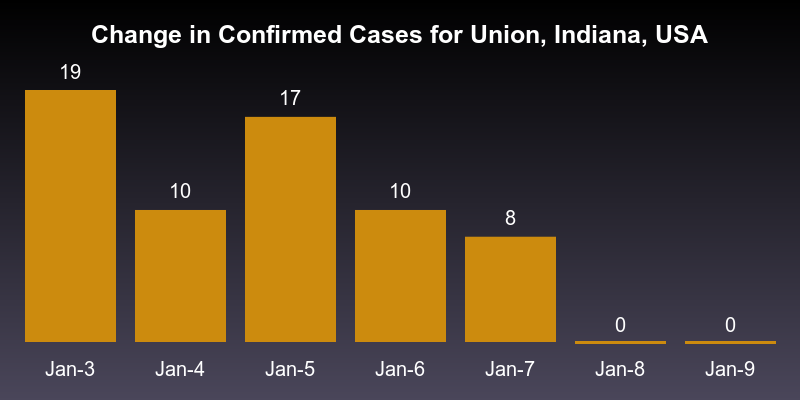 Change in Confirmed Cases for Union, Indiana, USA
19
10
17
10
8
0
0
Jan-3
Jan-4
Jan-5
Jan-6
Jan-7
Jan-8
Jan-9